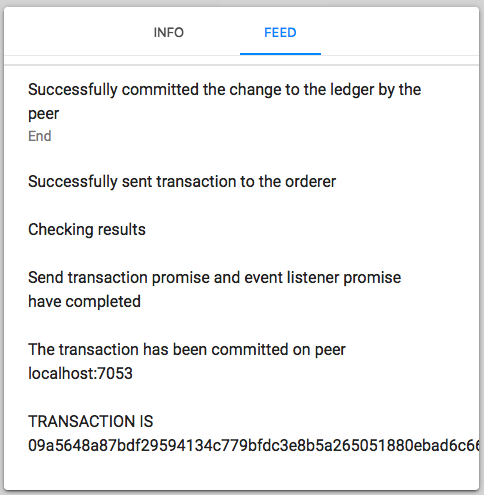 INFO FEED
Successfully committed the change to the ledger by the
peer
End
Successfully sent transaction to the orderer
Checking results
Send transaction promise and event listener promise
have completed
The transaction has been committed on peer
localhost:7053
TRANSACTION IS
09a5648a87bdf29594134c779bfdc3e8b5a265051880ebad6c66